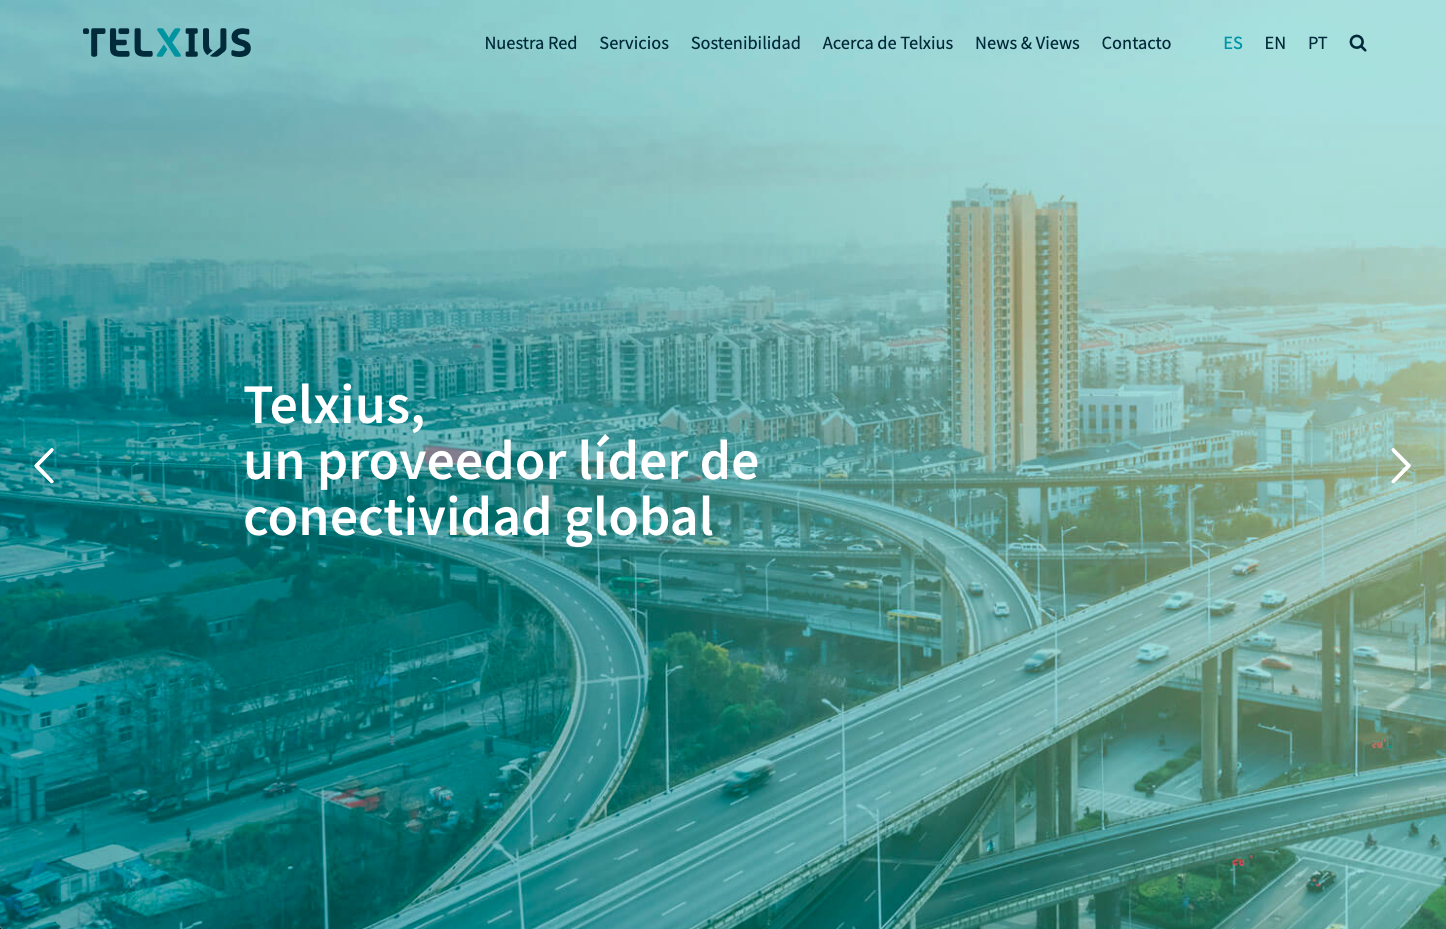 TELXIUS
Nuestra Red Servicios Sostenibilidad Acerca de Telxius News & Views Contacto ES EN PT
Telxius,
un proveedor líder de
conectividad global